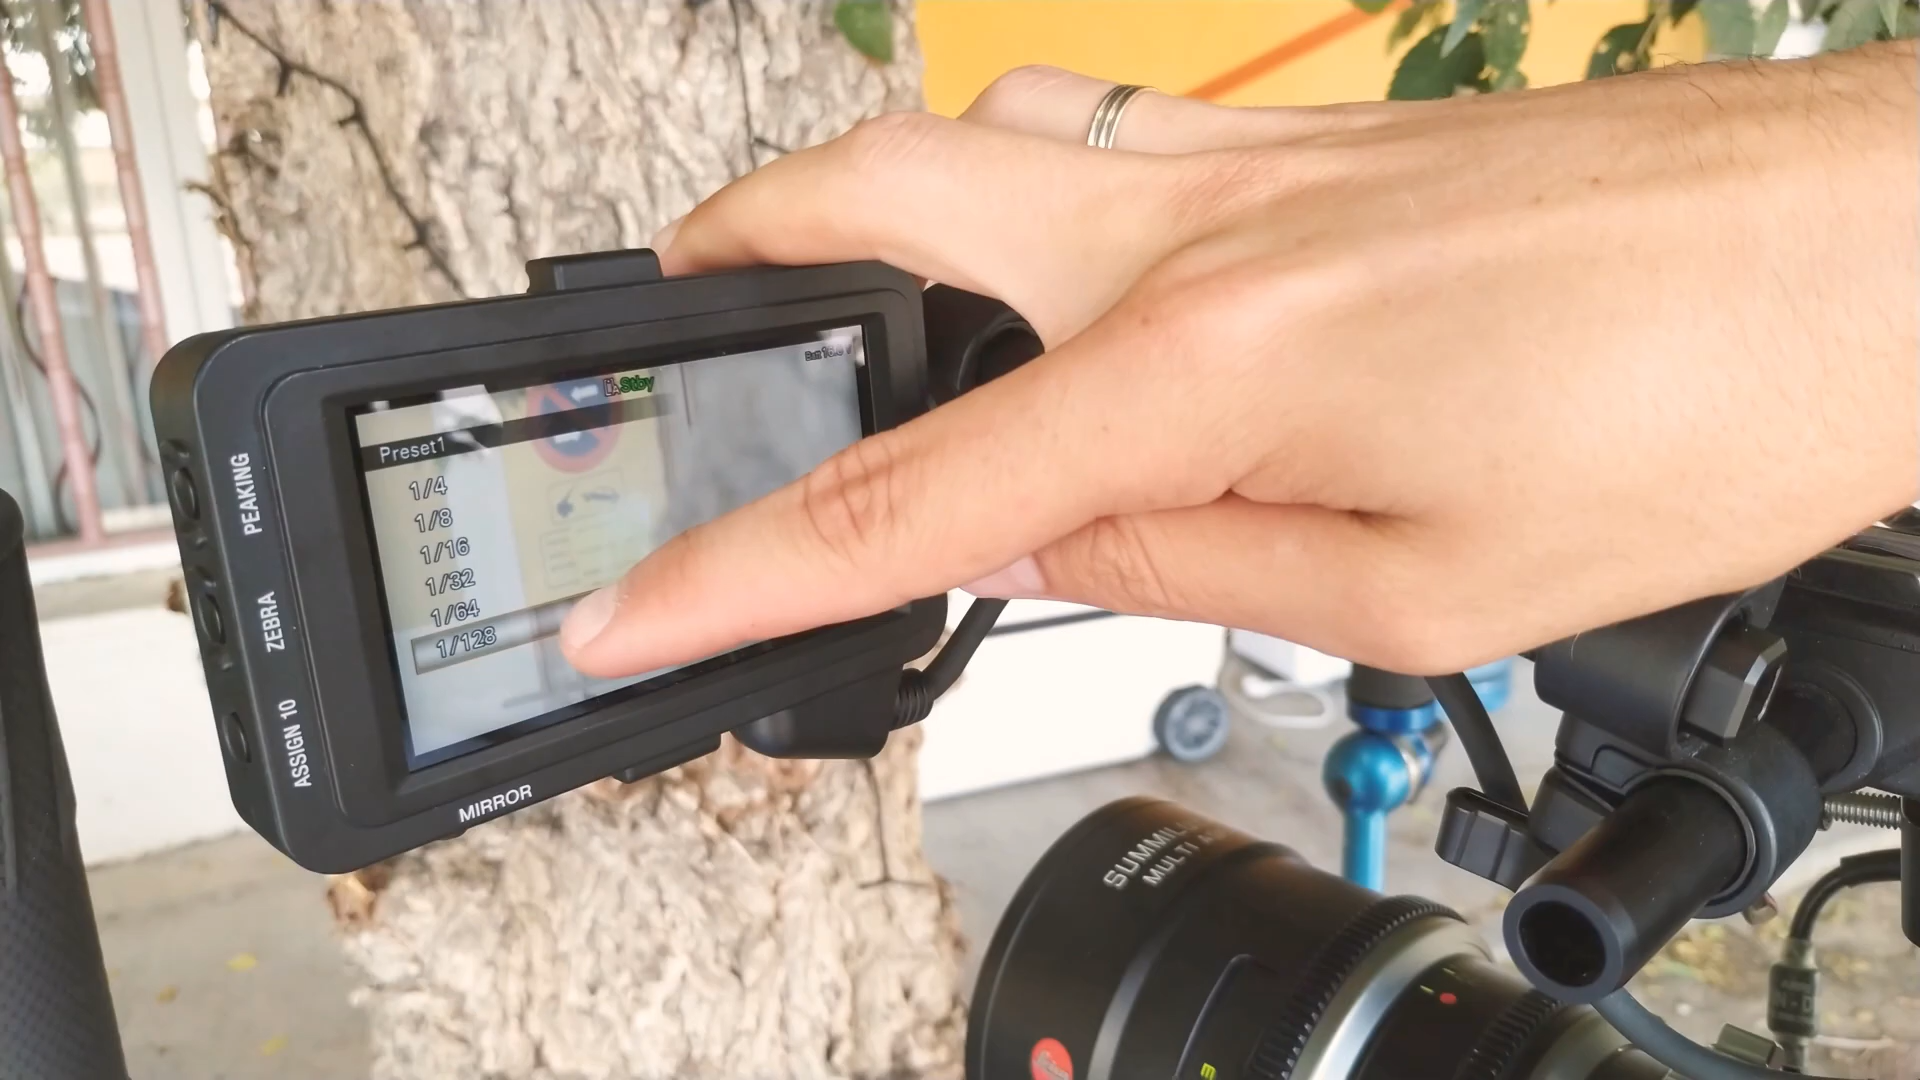 Stby
Preset1
1/4
1/8
1/16
1/32
1/64
1/128
PEAKING
ZEBRA
ASSIGN 10
MIRROR
MULTI